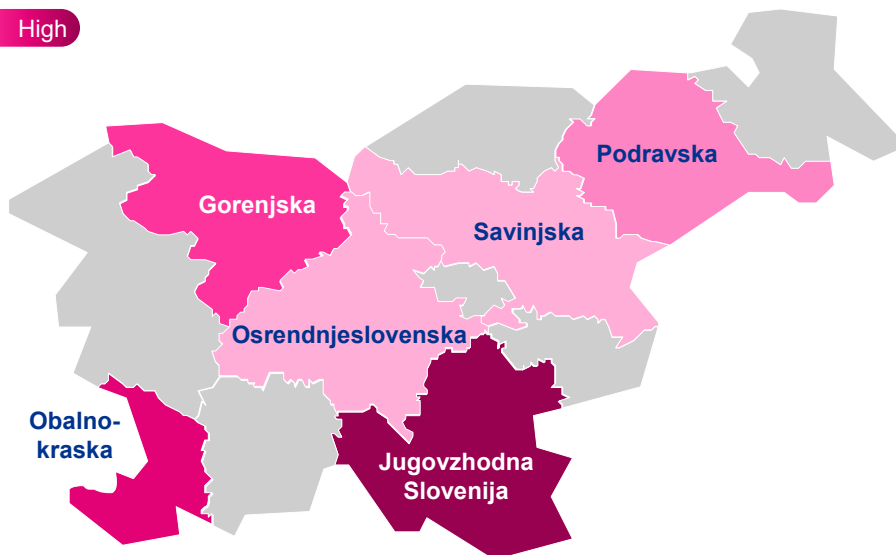 High
Podravska
Gorenjska
Savinjska
Osrendnjeslovenska
Obalno-
kraska
Jugovzhodna
Slovenija